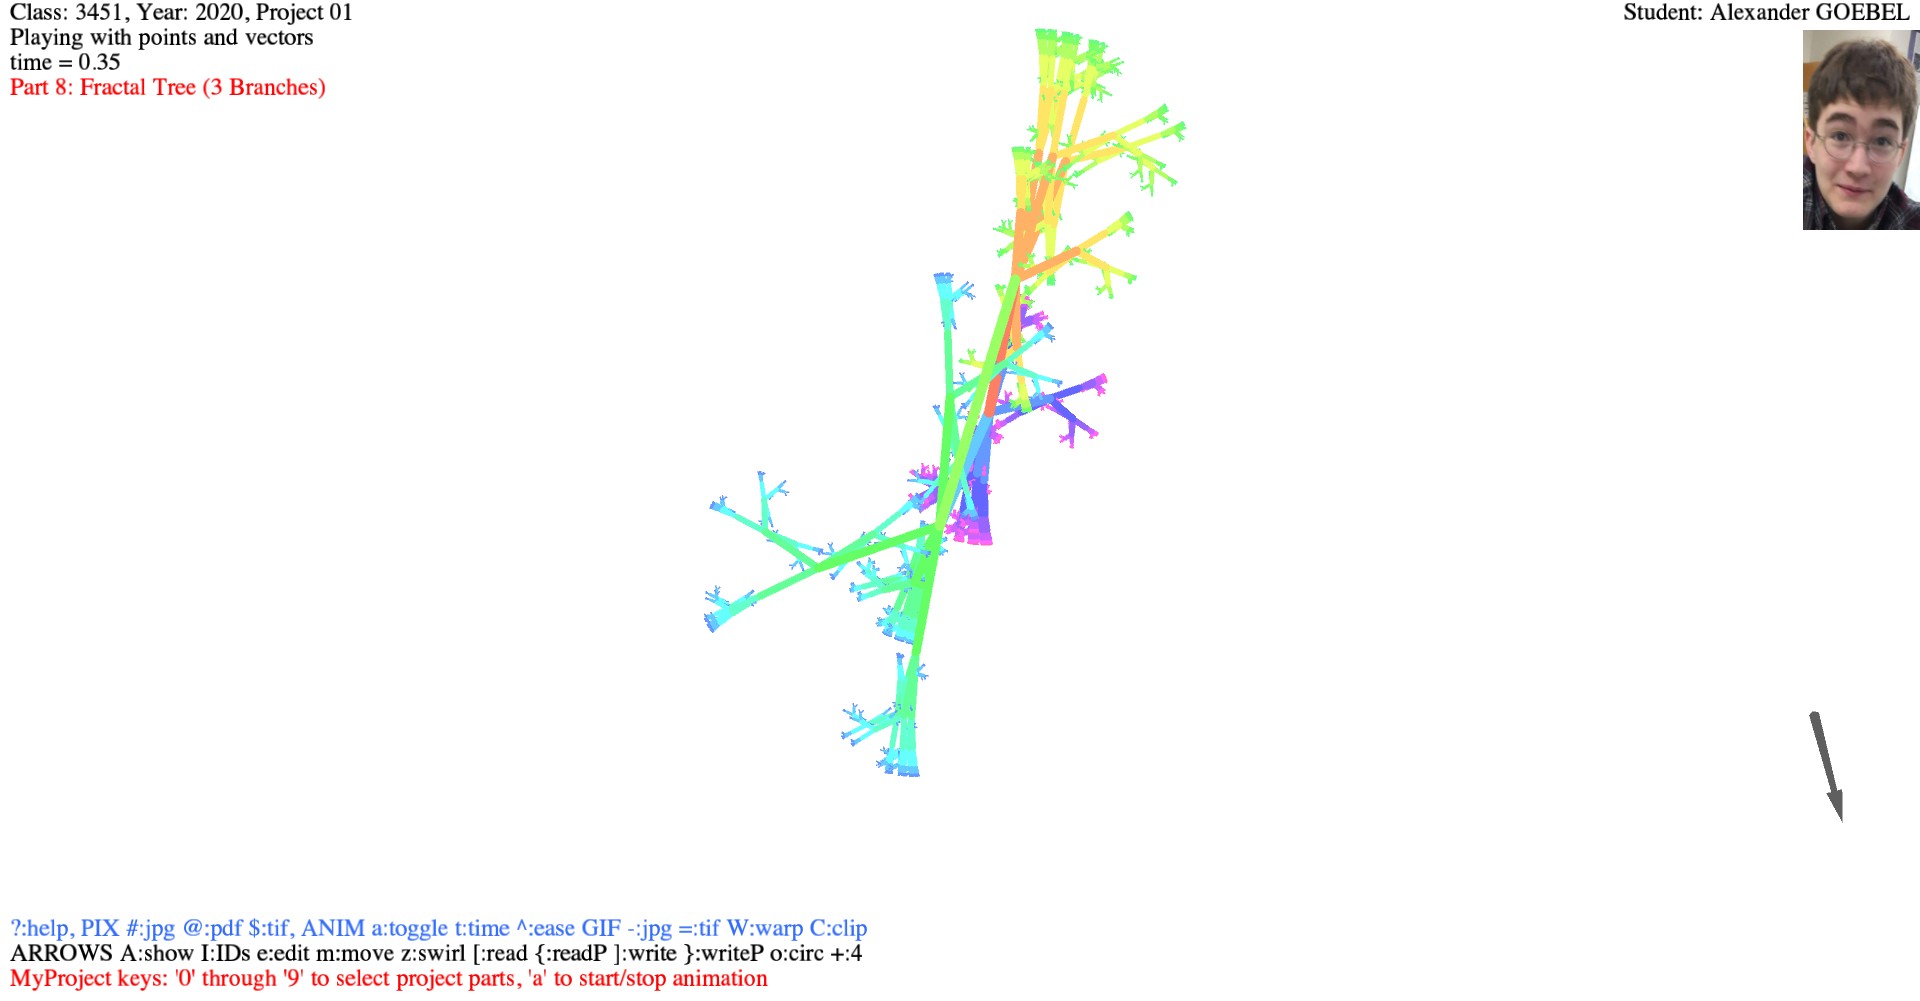 Class: 3451, Year: 2020, Project 01
Student: Alexander GOEBEL
Playing with points and vectors
time = 0.35
Part 8: Fractal Tree (3 Branches)
?:help, PIX #:jpg @:pdf $:tif, ANIM a:toggle t:time ^:ease GIF -:jpg =:tif W:warp C:clip
ARROWS A:show I:IDs e:edit m:move z:swirl [:read {:readP ]:write }:writeP o:circ +:4
MyProject keys: '0' through '9' to select project parts, 'a' to start/stop animation